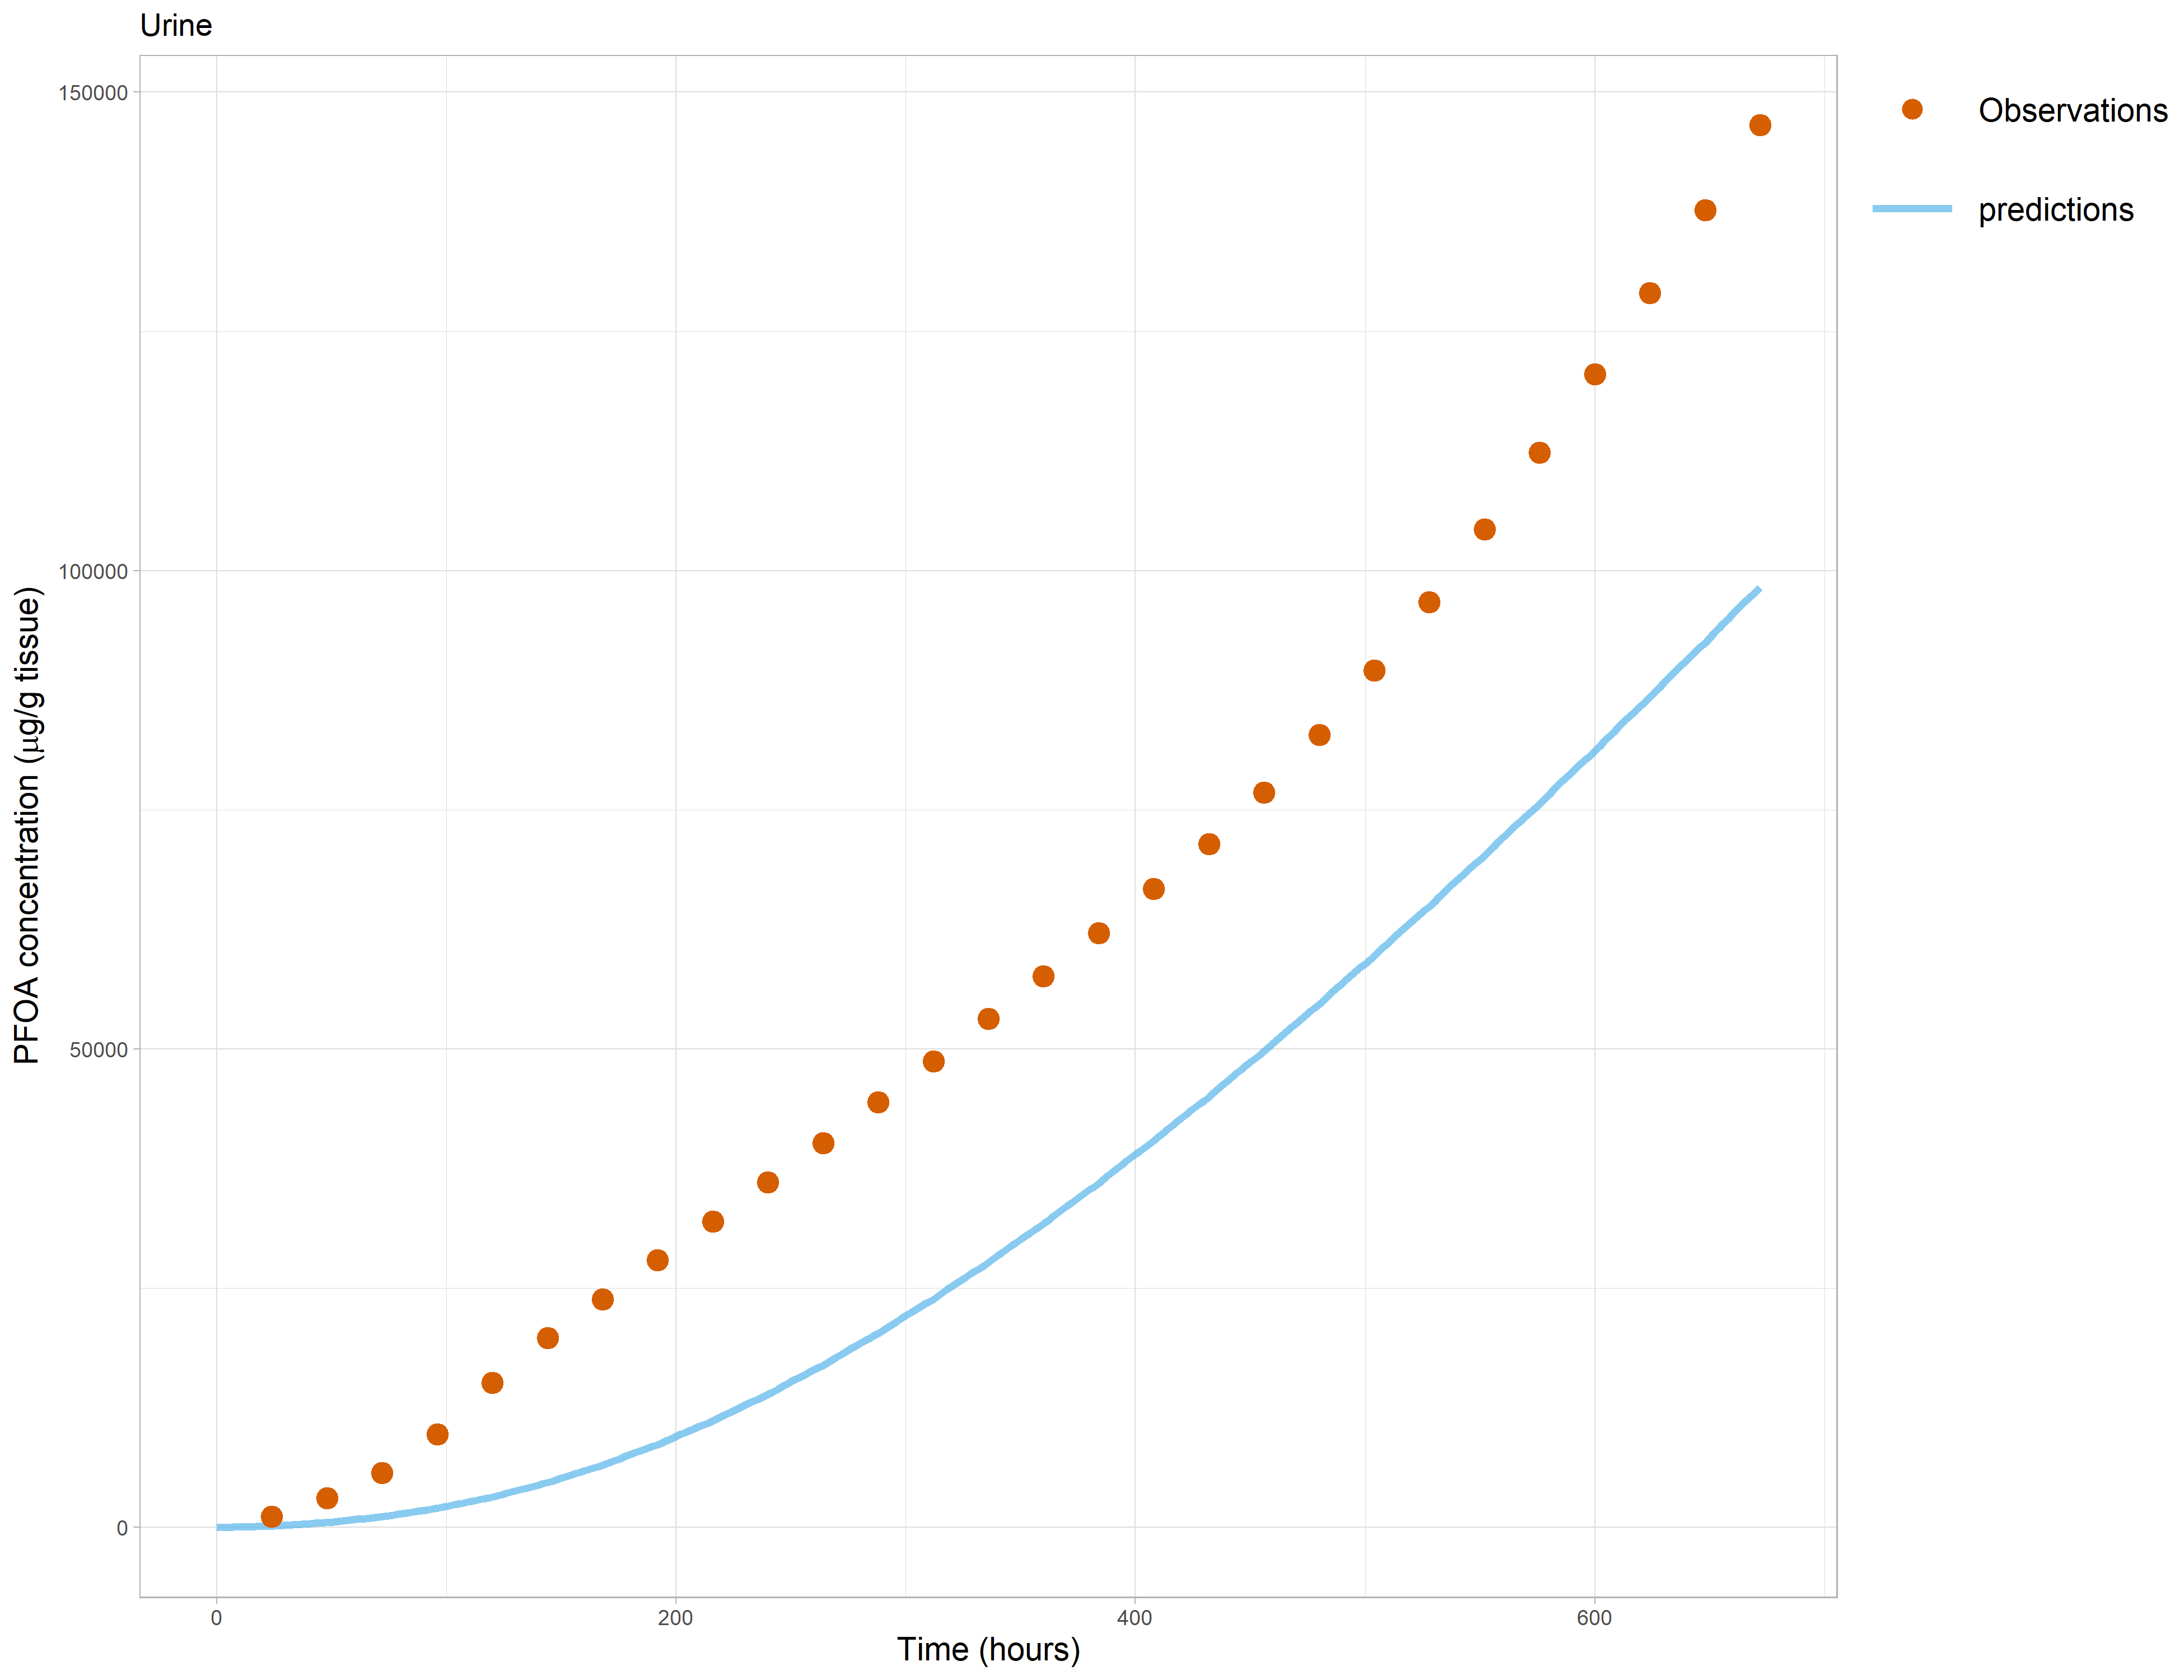 Urine
150000
100000
50000
0
PFOA concentration (μg/g tissue)
0 200 400 600
Time (hours)
Observations
predictions